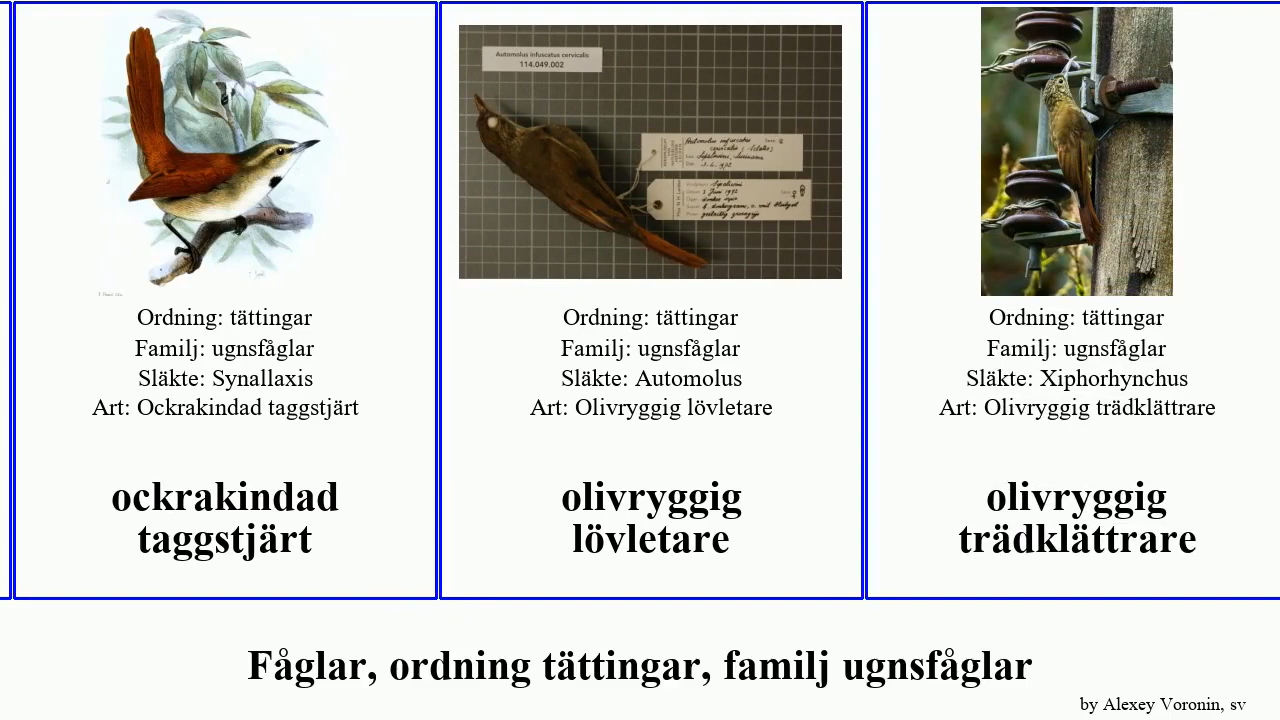 Automolus infuscatus cervicalis
114.049.002
Ordning: tättingar
Familj: ugnsfåglar
Släkte: Synallaxis
Art: Ockrakindad taggstjärt
ockrakindad
taggstjärt
Ordning: tättingar
Familj: ugnsfåglar
Släkte: Automolus
Art: Olivryggig lövletare
olivryggig
lövletare
Ordning: tättingar
Familj: ugnsfåglar
Släkte: Xiphorhynchus
Art: Olivryggig trädklättrare
olivryggig
trädklättrare
Fåglar, ordning tättingar, familj ugnsfåglar
by Alexey Voronin, sv